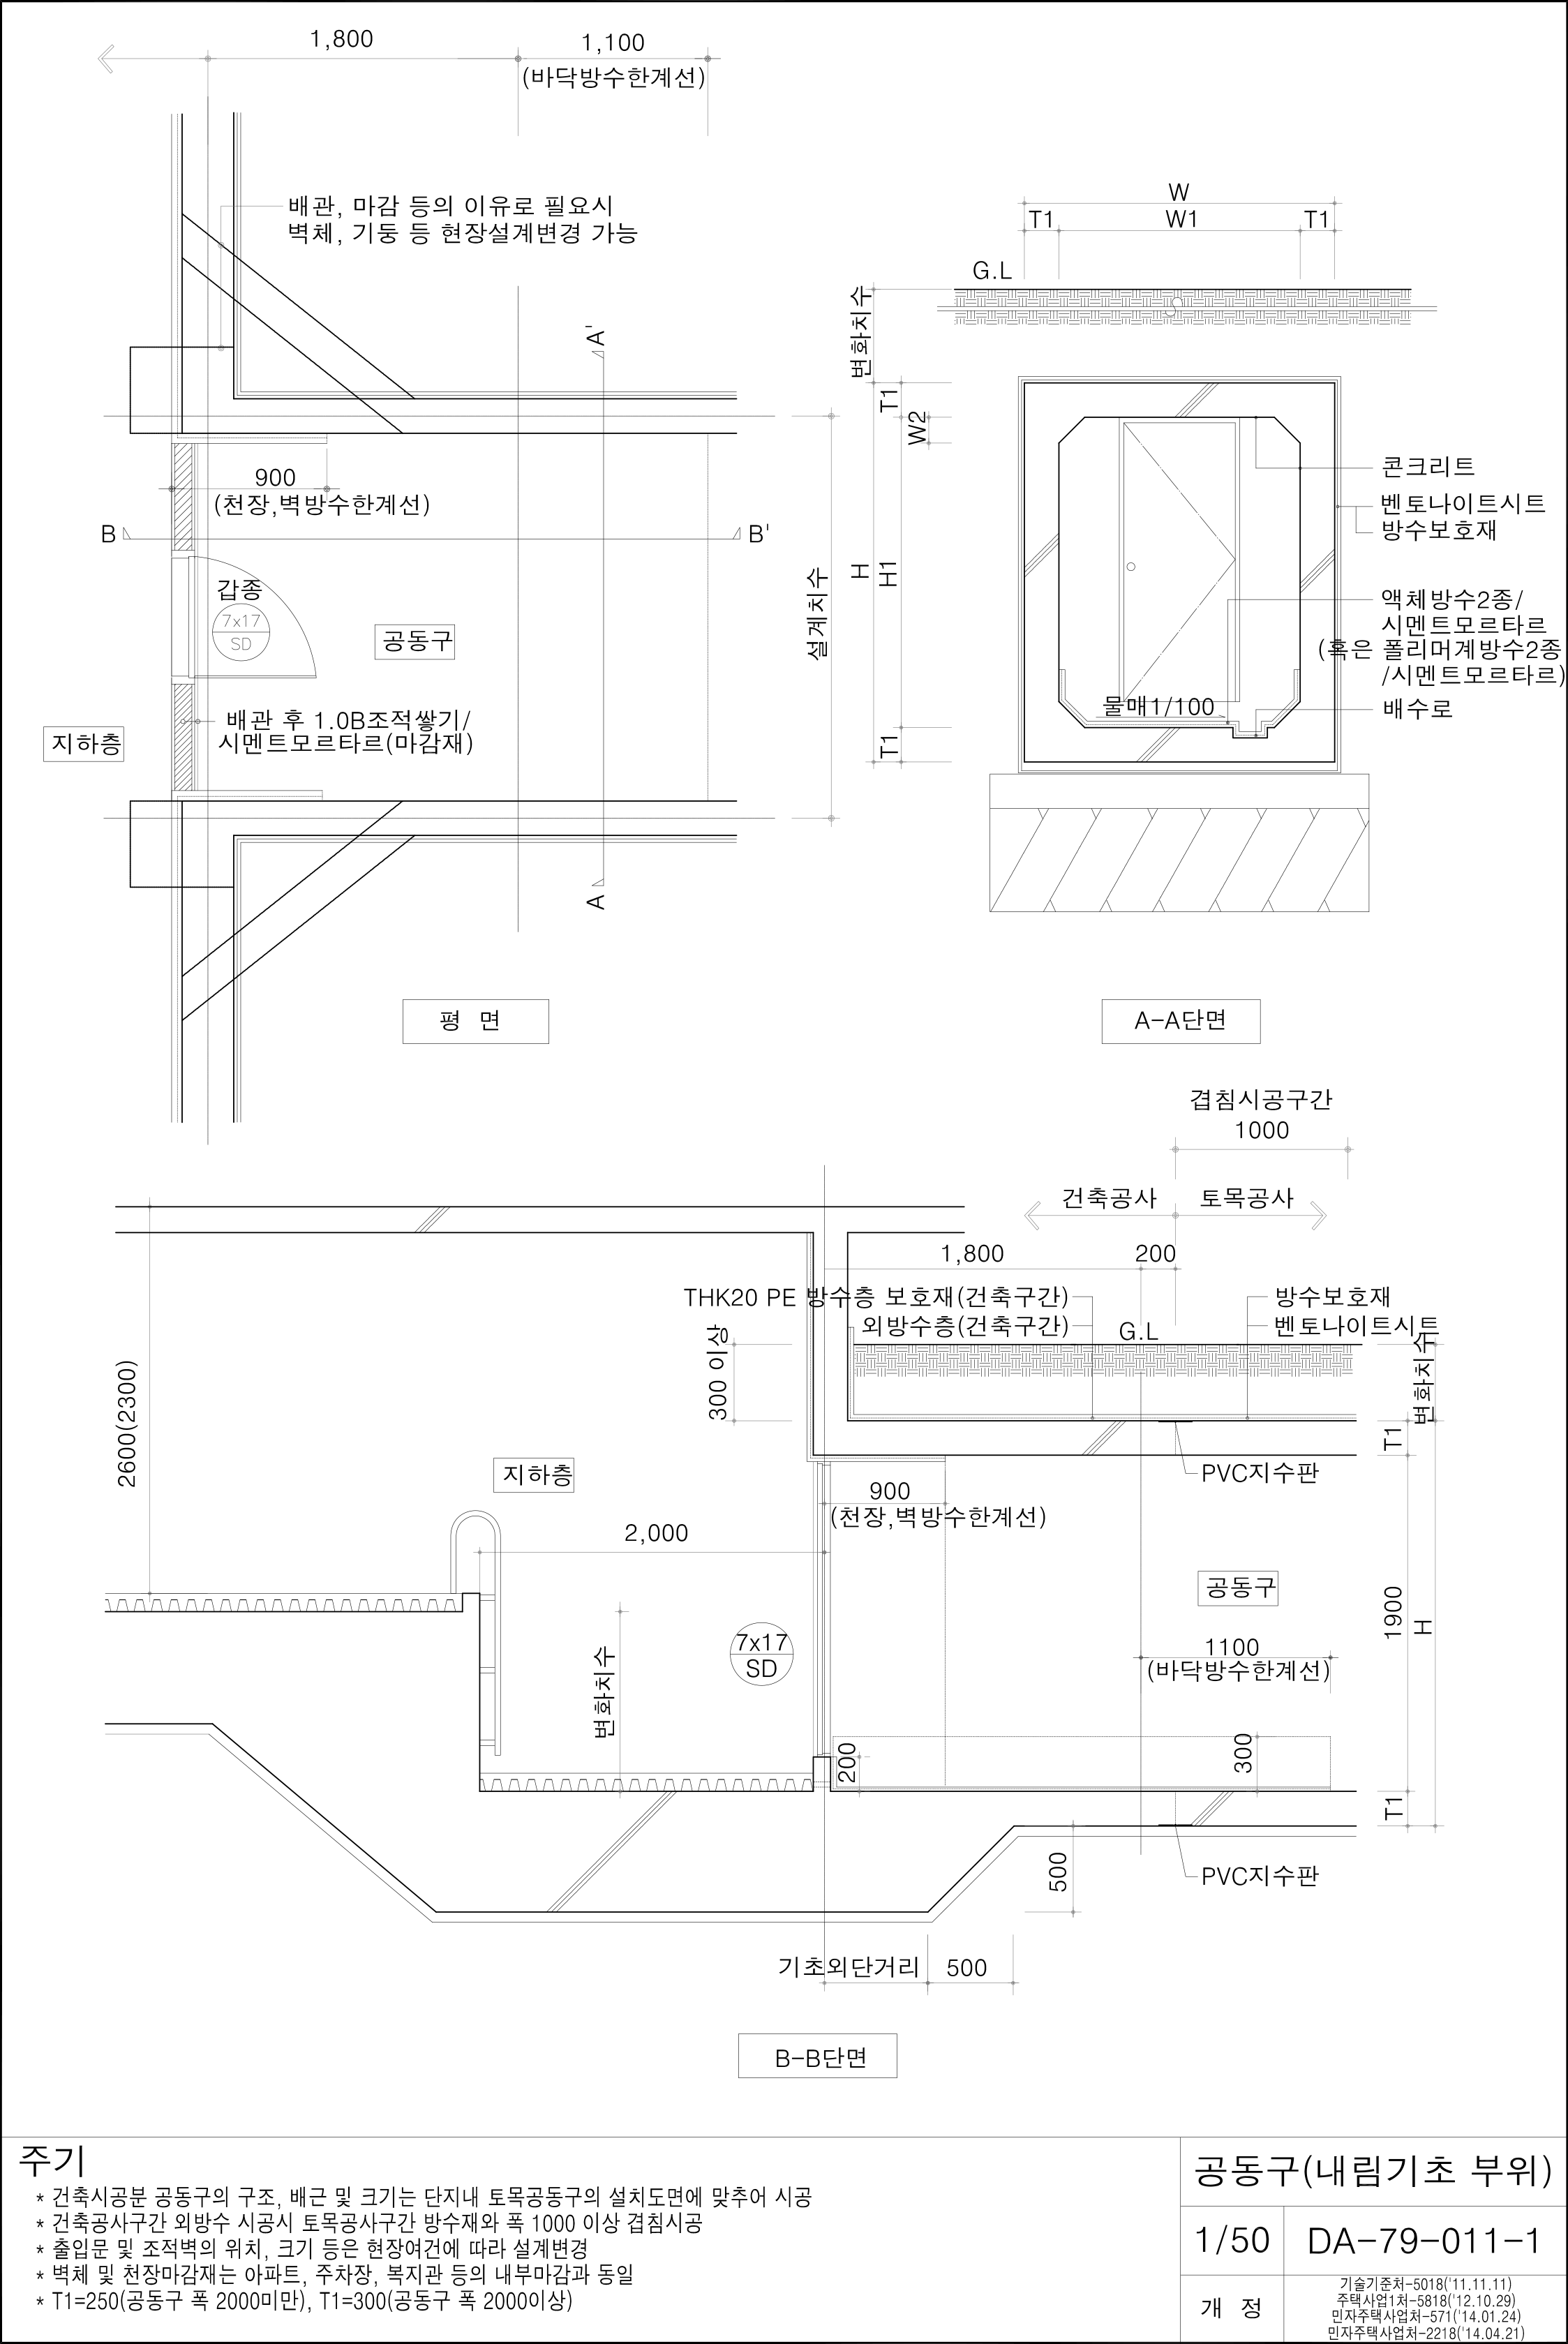 1,800
1,100
(바닥방수한계선)
배관, 마감 등의 이유로 필요시
벽체, 기둥 등 현장설계변경 가능
A'
900
(천장,벽방수한계선)
B
B'
갑종
7x17
SD
공동구
설계치수
배관 후 1.0B조적쌓기/
시멘트모르타르(마감재)
지하층
A
평 면
W
T1
W1
T1
G.L
변화치수
T1
W2
H
H1
T1
콘크리트
벤토나이트시트
방수보호재
액체방수2종/
시멘트모르타르
(혹은 폴리머계방수2종
/시멘트모르타르)
물매1/100
배수로
A-A단면
겹침시공구간
1000
건축공사
토목공사
1,800
200
THK20 PE 방수층 보호재(건축구간)
외방수층(건축구간)
G.L
방수보호재
벤토나이트시트
300 이상
변화치수
2600(2300)
T1
지하층
PVC지수판
900
(천장,벽방수한계선)
2,000
공동구
1900
H
변화치수
7x17
SD
1100
(바닥방수한계선)
200
300
T1
500
PVC지수판
기초외단거리
500
B-B단면
주기
* 건축시공분 공동구의 구조, 배근 및 크기는 단지내 토목공동구의 설치도면에 맞추어 시공
* 건축공사구간 외방수 시공시 토목공사구간 방수재와 폭 1000 이상 겹침시공
* 출입문 및 조적벽의 위치, 크기 등은 현장여건에 따라 설계변경
* 벽체 및 천장마감재는 아파트, 주차장, 복지관 등의 내부마감과 동일
* T1=250(공동구 폭 2000미만), T1=300(공동구 폭 2000이상)
공동구(내림기초 부위)
1/50
DA-79-011-1
개 정
기술기준처-5018('11.11.11)
주택사업1처-5818('12.10.29)
민자주택사업처-571('14.01.24)
민자주택사업처-2218('14.04.21)